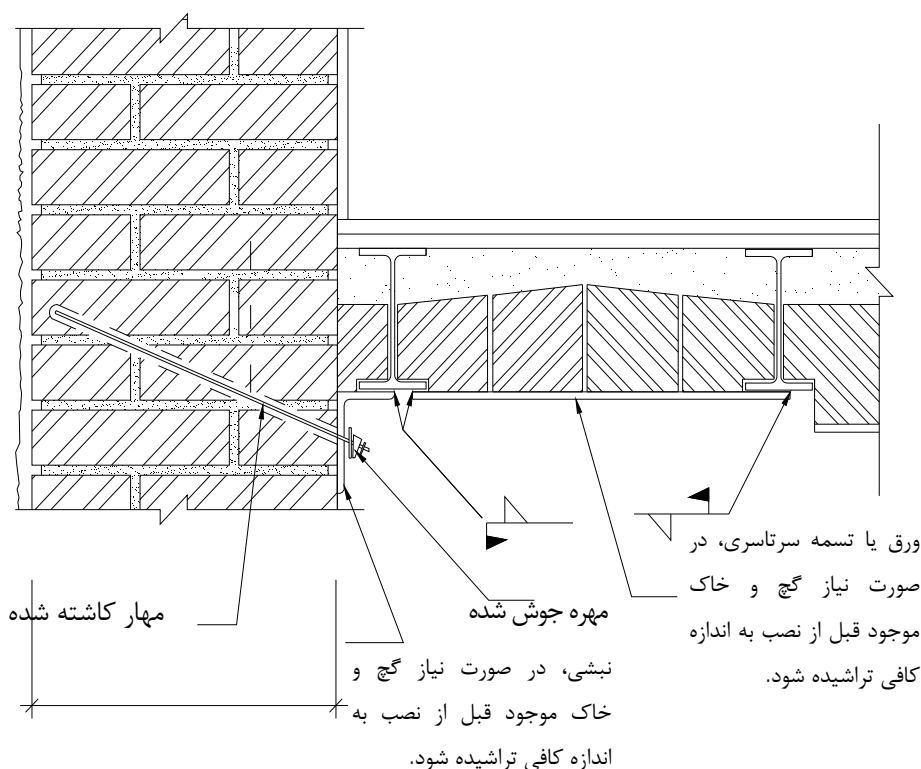 ورق یا تسمه سرتاسری، در
صورت نیاز گچ و خاک
موجود قبل از نصب به اندازه
کافی تراشیده شود.
مهره جوش شده
مهار کاشته شده
نبشی، در صورت نیاز گچ و
خاک موجود قبل از نصب به
اندازه کافی تراشیده شود.